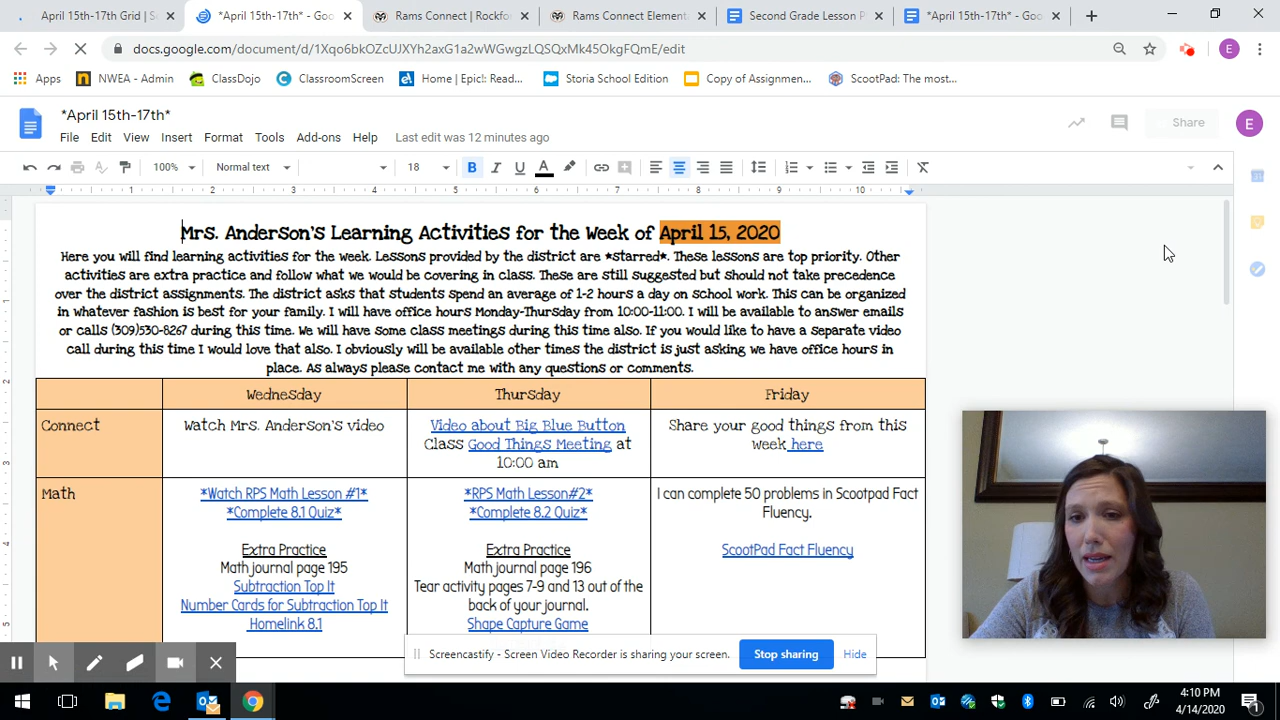 April 15th-17th Grid | S
*April 15th-17th* - Goo
Rams Connect | Rockfor
Rams Connect Elementa
Second Grade Lesson P
*April 15th-17th* - Goo
docs.google.com/document/d/1Xqo6bkOZcUJXYh2axG1a2wWGwgzLQSQxMk45OkgFQmE/edit
E
Apps
NWEA - Admin
ClassDojo
ClassroomScreen
Home | Epic!: Read...
Storia School Edition
Copy of Assignmen...
ScootPad: The most...
*April 15th-17th*
File Edit View Insert Format Tools Add-ons Help Last edit was 12 minutes ago
Share
E
100% Normal text 18 B I U A
1 2 3 4 5 6 7 8 9 10
Mrs. Anderson's Learning Activities for the Week of April 15, 2020
Here you will find learning activities for the week. Lessons provided by the district are *starred*. These lessons are top priority. Other
activities are extra practice and follow what we would be covering in class. These are still suggested but should not take precedence
over the district assignments. The district asks that students spend an average of 1-2 hours a day on school work. This can be organized
in whatever fashion is best for your family. I will have office hours Monday-Thursday from 10:00-11:00. I will be available to answer emails
or calls (309)530-8267 during this time. We will have some class meetings during this time also. If you would like to have a separate video
call during this time I would love that also. I obviously will be available other times the district is just asking we have office hours in
place. As always please contact me with any questions or comments.
Wednesday
Thursday
Friday
Connect
Watch Mrs. Anderson's video
Video about Big Blue Button
Class Good Things Meeting at
10:00 am
Share your good things from this
week here
Math
*Watch RPS Math Lesson #1*
*Complete 8.1 Quiz*
Extra Practice
Math journal page 195
Subtraction Top It
Number Cards for Subtraction Top It
Homelink 8.1
*RPS Math Lesson#2*
*Complete 8.2 Quiz*
Extra Practice
Math journal page 196
Tear activity pages 7-9 and 13 out of the
back of your journal.
Shape Capture Game
I can complete 50 problems in Scootpad Fact
Fluency.
ScootPad Fact Fluency
Screencastify - Screen Video Recorder is sharing your screen.
Stop sharing
Hide
4:10 PM
4/14/2020